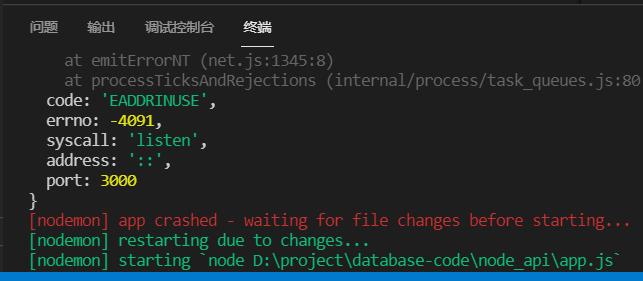 问题 输出 调试控制台 终端
at emitErrorNT (net.js:1345:8)
at processTicksAndRejections (internal/process/task_queues.js:80
code: 'EADDRINUSE',
errno: -4091,
syscall: 'listen',
address: '::',
port: 3000
}
[nodemon] app crashed - waiting for file changes before starting...
[nodemon] restarting due to changes...
[nodemon] starting `node D:\project\database-code\node_api\app.js`